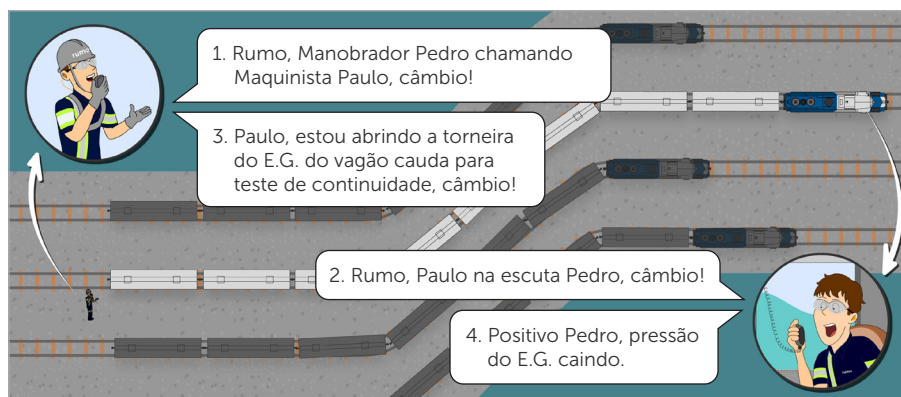 rumo
1. Rumo, Manobrador Pedro chamando
Maquinista Paulo, câmbio!
3. Paulo, estou abrindo a torneira
do E.G. do vagão cauda para
teste de continuidade, câmbio!
2. Rumo, Paulo na escuta Pedro, câmbio!
4. Positivo Pedro, pressão
do E.G. caindo.